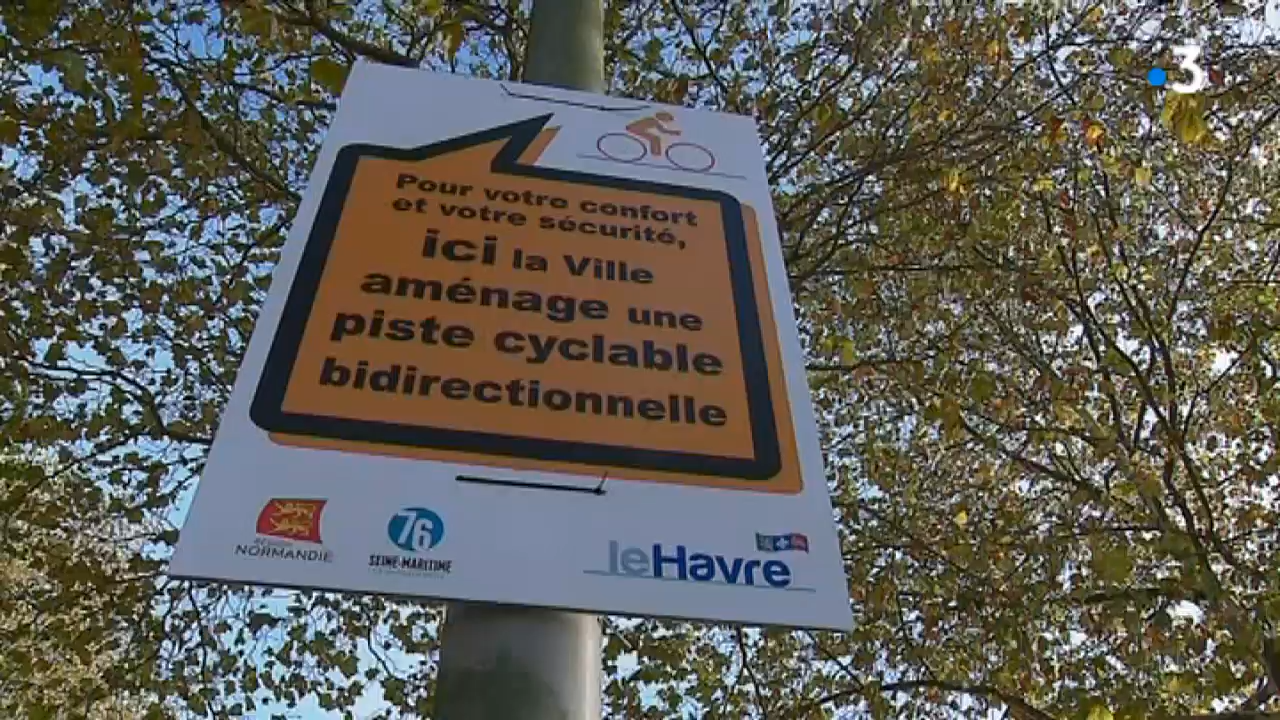 3
Pour votre confort
et votre sécurité,
ici la Ville
aménage une
piste cyclable
bidirectionnelle
NORMANDIE
76
SEINE-MARITIME
leHavre